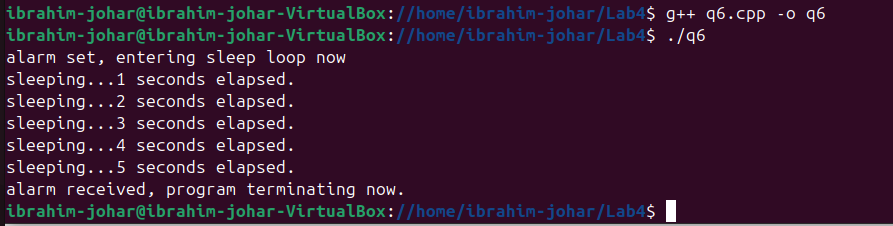 ibrahim-johar@ibrahim-johar-VirtualBox://home/ibrahim-johar/Lab4$ g++ q6.cpp -o q6
ibrahim-johar@ibrahim-johar-VirtualBox://home/ibrahim-johar/Lab4$ ./q6
alarm set, entering sleep loop now
sleeping...1 seconds elapsed.
sleeping...2 seconds elapsed.
sleeping...3 seconds elapsed.
sleeping...4 seconds elapsed.
sleeping...5 seconds elapsed.
alarm received, program terminating now.
ibrahim-johar@ibrahim-johar-VirtualBox://home/ibrahim-johar/Lab4$